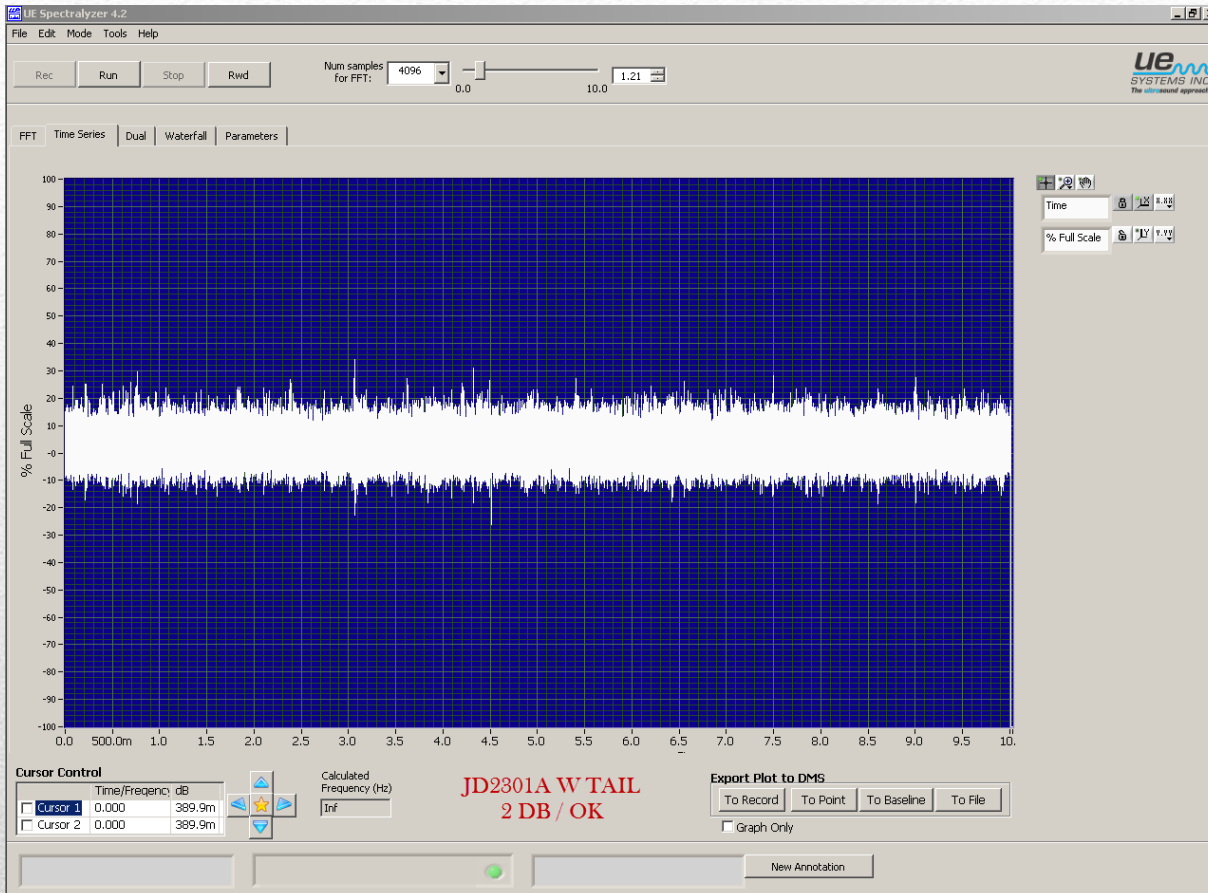 UE Spectralyzer 4.2
File Edit Mode Tools Help
Rec Run Stop Rwd
Num samples
for FFT:
4096
0.0 10.0
1.21
ue
SYSTEMS INC
The ultrasound approach
FFT Time Series Dual Waterfall Parameters
100
90
80
70
60
50
40
30
20
10
-0
-10
-20
-30
-40
-50
-60
-70
-80
-90
-100
% Full Scale
0.0 500.0m 1.0 1.5 2.0 2.5 3.0 3.5 4.0 4.5 5.0 5.5 6.0 6.5 7.0 7.5 8.0 8.5 9.0 9.5 10.
Time
% Full Scale
Cursor Control
Time/Freqency dB
Cursor 1 0.000 389.9m
Cursor 2 0.000 389.9m
Calculated
Frequency (Hz)
Inf
JD2301A W TAIL
2 DB / OK
Export Plot to DMS
To Record To Point To Baseline To File
Graph Only
New Annotation